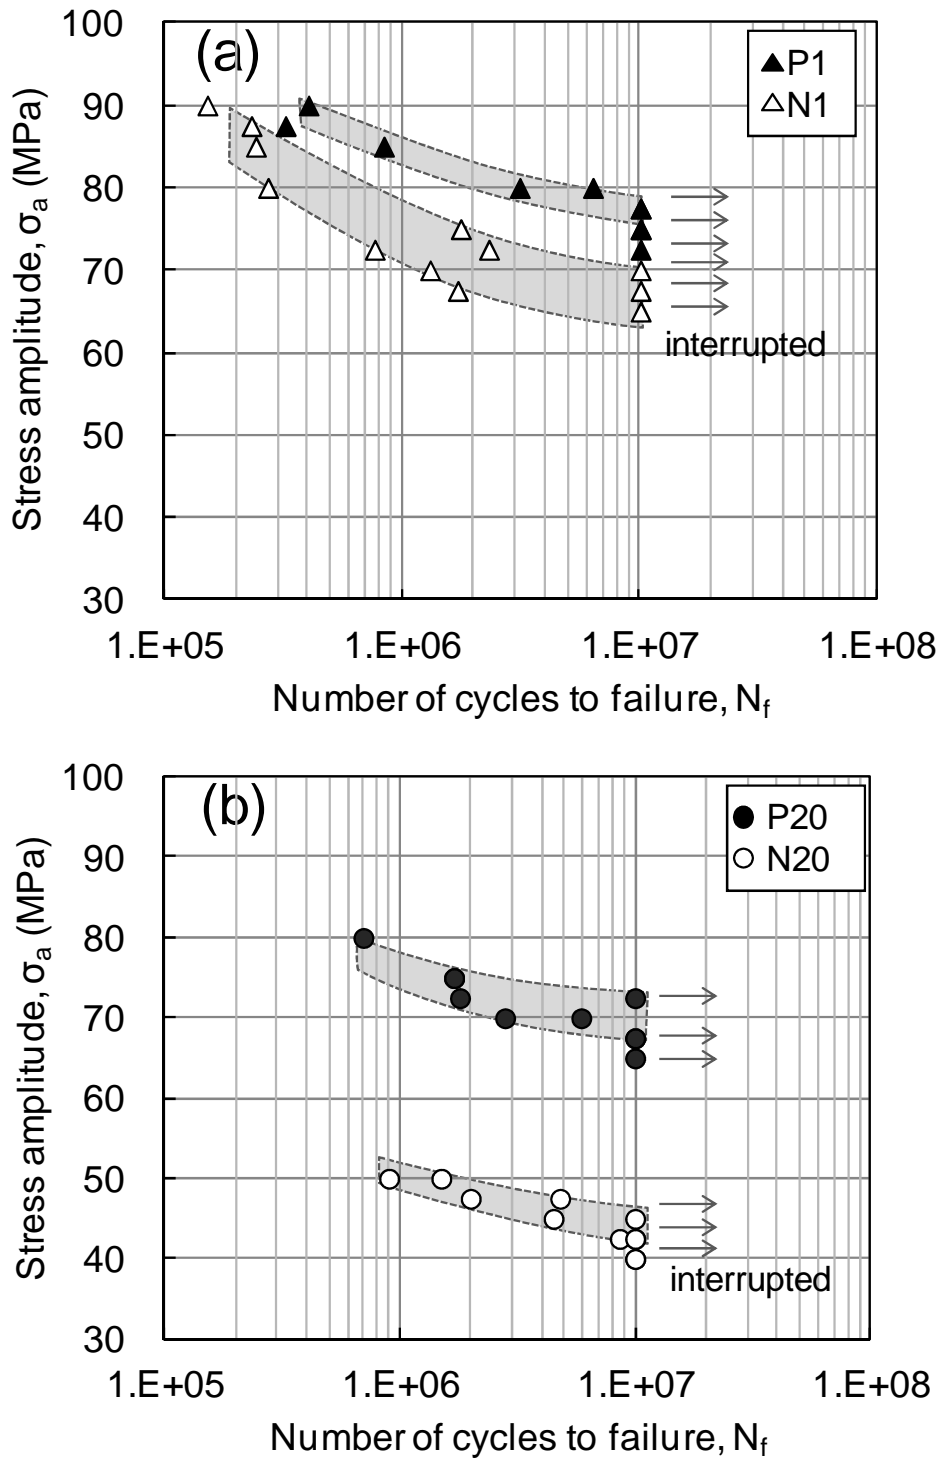 (a)
P1
N1
Stress amplitude, σa (MPa)
100
90
80
70
60
50
40
30
interrupted
1.E+05 1.E+06 1.E+07 1.E+08
Number of cycles to failure, Nf
(b)
P20
N20
Stress amplitude, σa (MPa)
100
90
80
70
60
50
40
30
interrupted
1.E+05 1.E+06 1.E+07 1.E+08
Number of cycles to failure, Nf